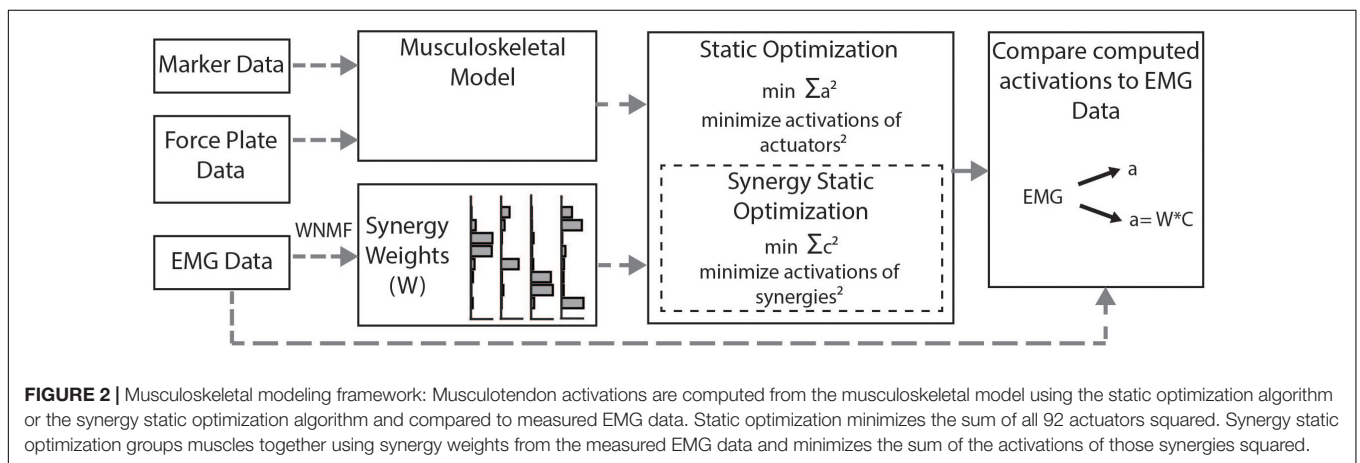 Marker Data
Force Plate
Data
EMG Data
WNMF
Musculoskeletal
Model
Synergy
Weights
(W)
Static Optimization
min Σa²
minimize activations of
actuators²
Synergy Static
Optimization
min Σc²
minimize activations of
synergies²
Compare computed
activations to EMG
Data
EMG
a
a= W*C
FIGURE 2 | Musculoskeletal modeling framework: Musculotendon activations are computed from the musculoskeletal model using the static optimization algorithm
or the synergy static optimization algorithm and compared to measured EMG data. Static optimization minimizes the sum of all 92 actuators squared. Synergy static
optimization groups muscles together using synergy weights from the measured EMG data and minimizes the sum of the activations of those synergies squared.